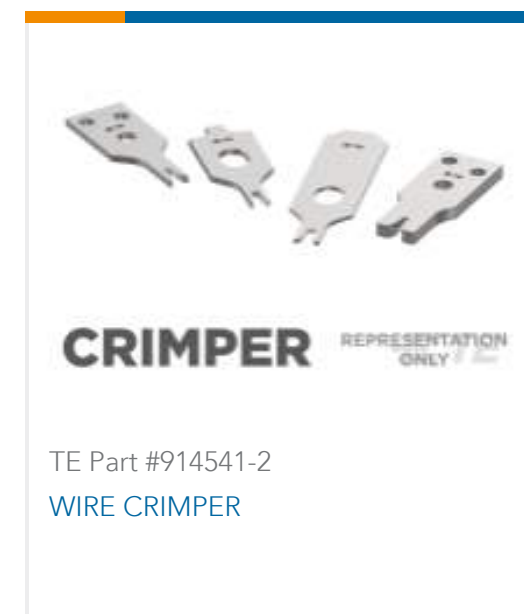 CRIMPER
REPRESENTATION
ONLY
TE Part #914541-2
WIRE CRIMPER